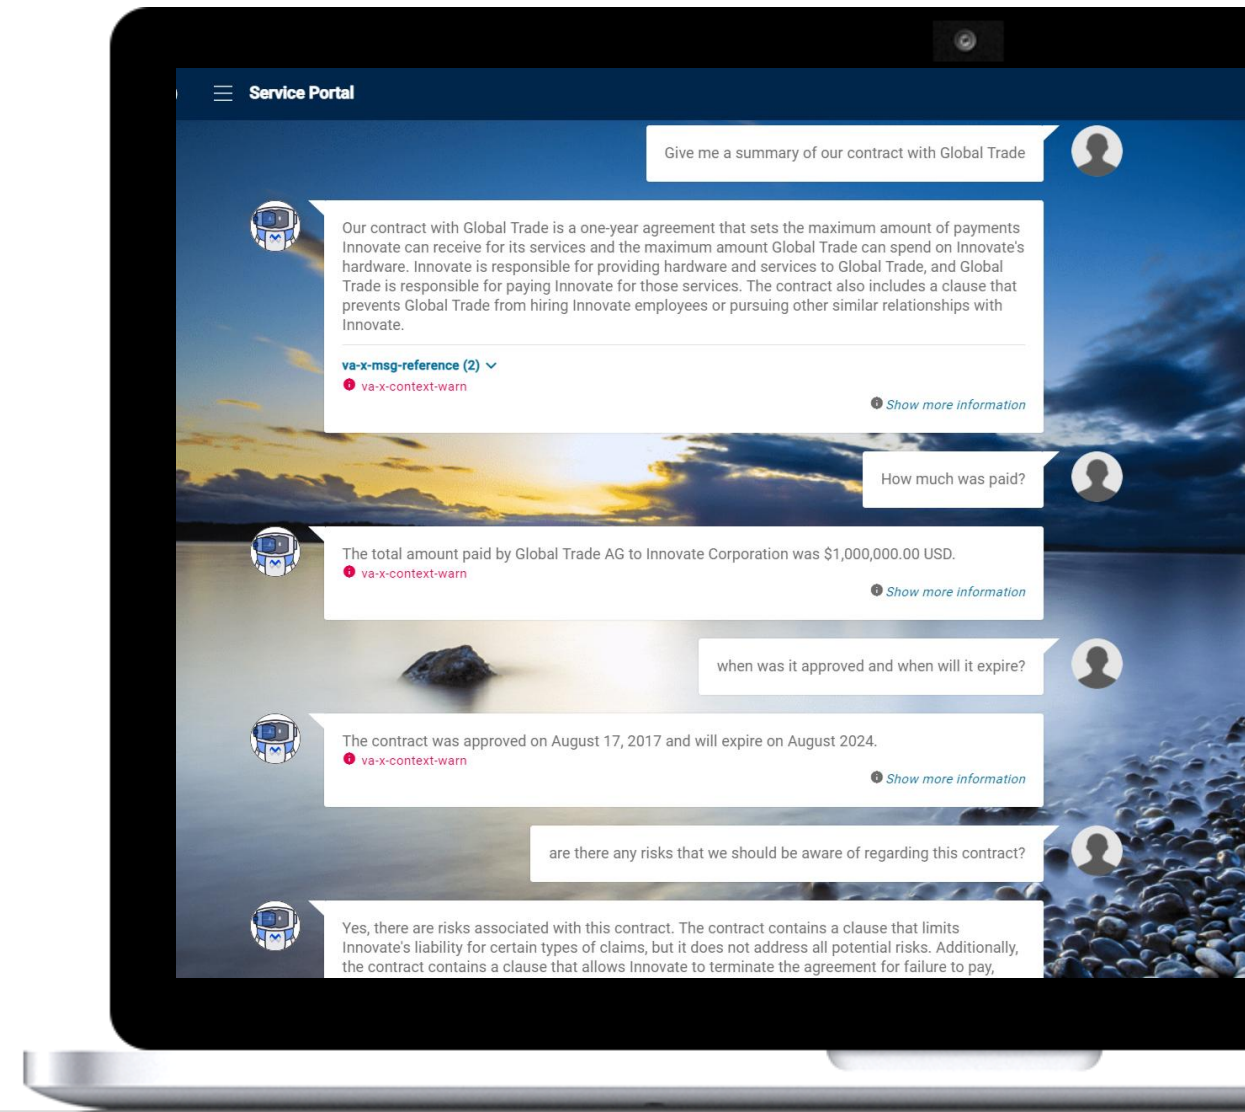 Service Portal
Give me a summary of our contract with Global Trade
Our contract with Global Trade is a one-year agreement that sets the maximum amount of payments
Innovate can receive for its services and the maximum amount Global Trade can spend on Innovate's
hardware. Innovate is responsible for providing hardware and services to Global Trade, and Global
Trade is responsible for paying Innovate for those services. The contract also includes a clause that
prevents Global Trade from hiring Innovate employees or pursuing other similar relationships with
Innovate.
va-x-msg-reference (2)
va-x-context-warn
Show more information
How much was paid?
The total amount paid by Global Trade AG to Innovate Corporation was $1,000,000.00 USD.
va-x-context-warn
Show more information
when was it approved and when will it expire?
The contract was approved on August 17, 2017 and will expire on August 2024.
va-x-context-warn
Show more information
are there any risks that we should be aware of regarding this contract?
Yes, there are risks associated with this contract. The contract contains a clause that limits
Innovate's liability for certain types of claims, but it does not address all potential risks. Additionally,
the contract contains a clause that allows Innovate to terminate the agreement for failure to pay,